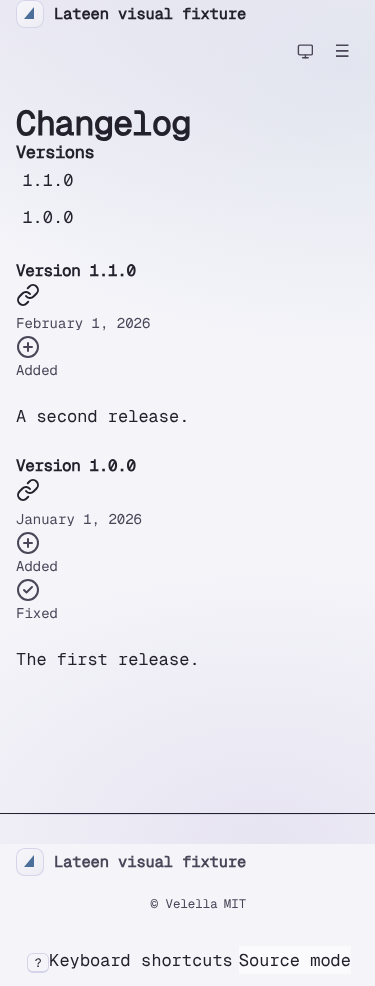 Lateen visual fixture
Changelog
Versions
1.1.0
1.0.0
Version 1.1.0
February 1, 2026
Added
A second release.
Version 1.0.0
January 1, 2026
Added
Fixed
The first release.
Lateen visual fixture
© Velella MIT
? Keyboard shortcuts Source mode